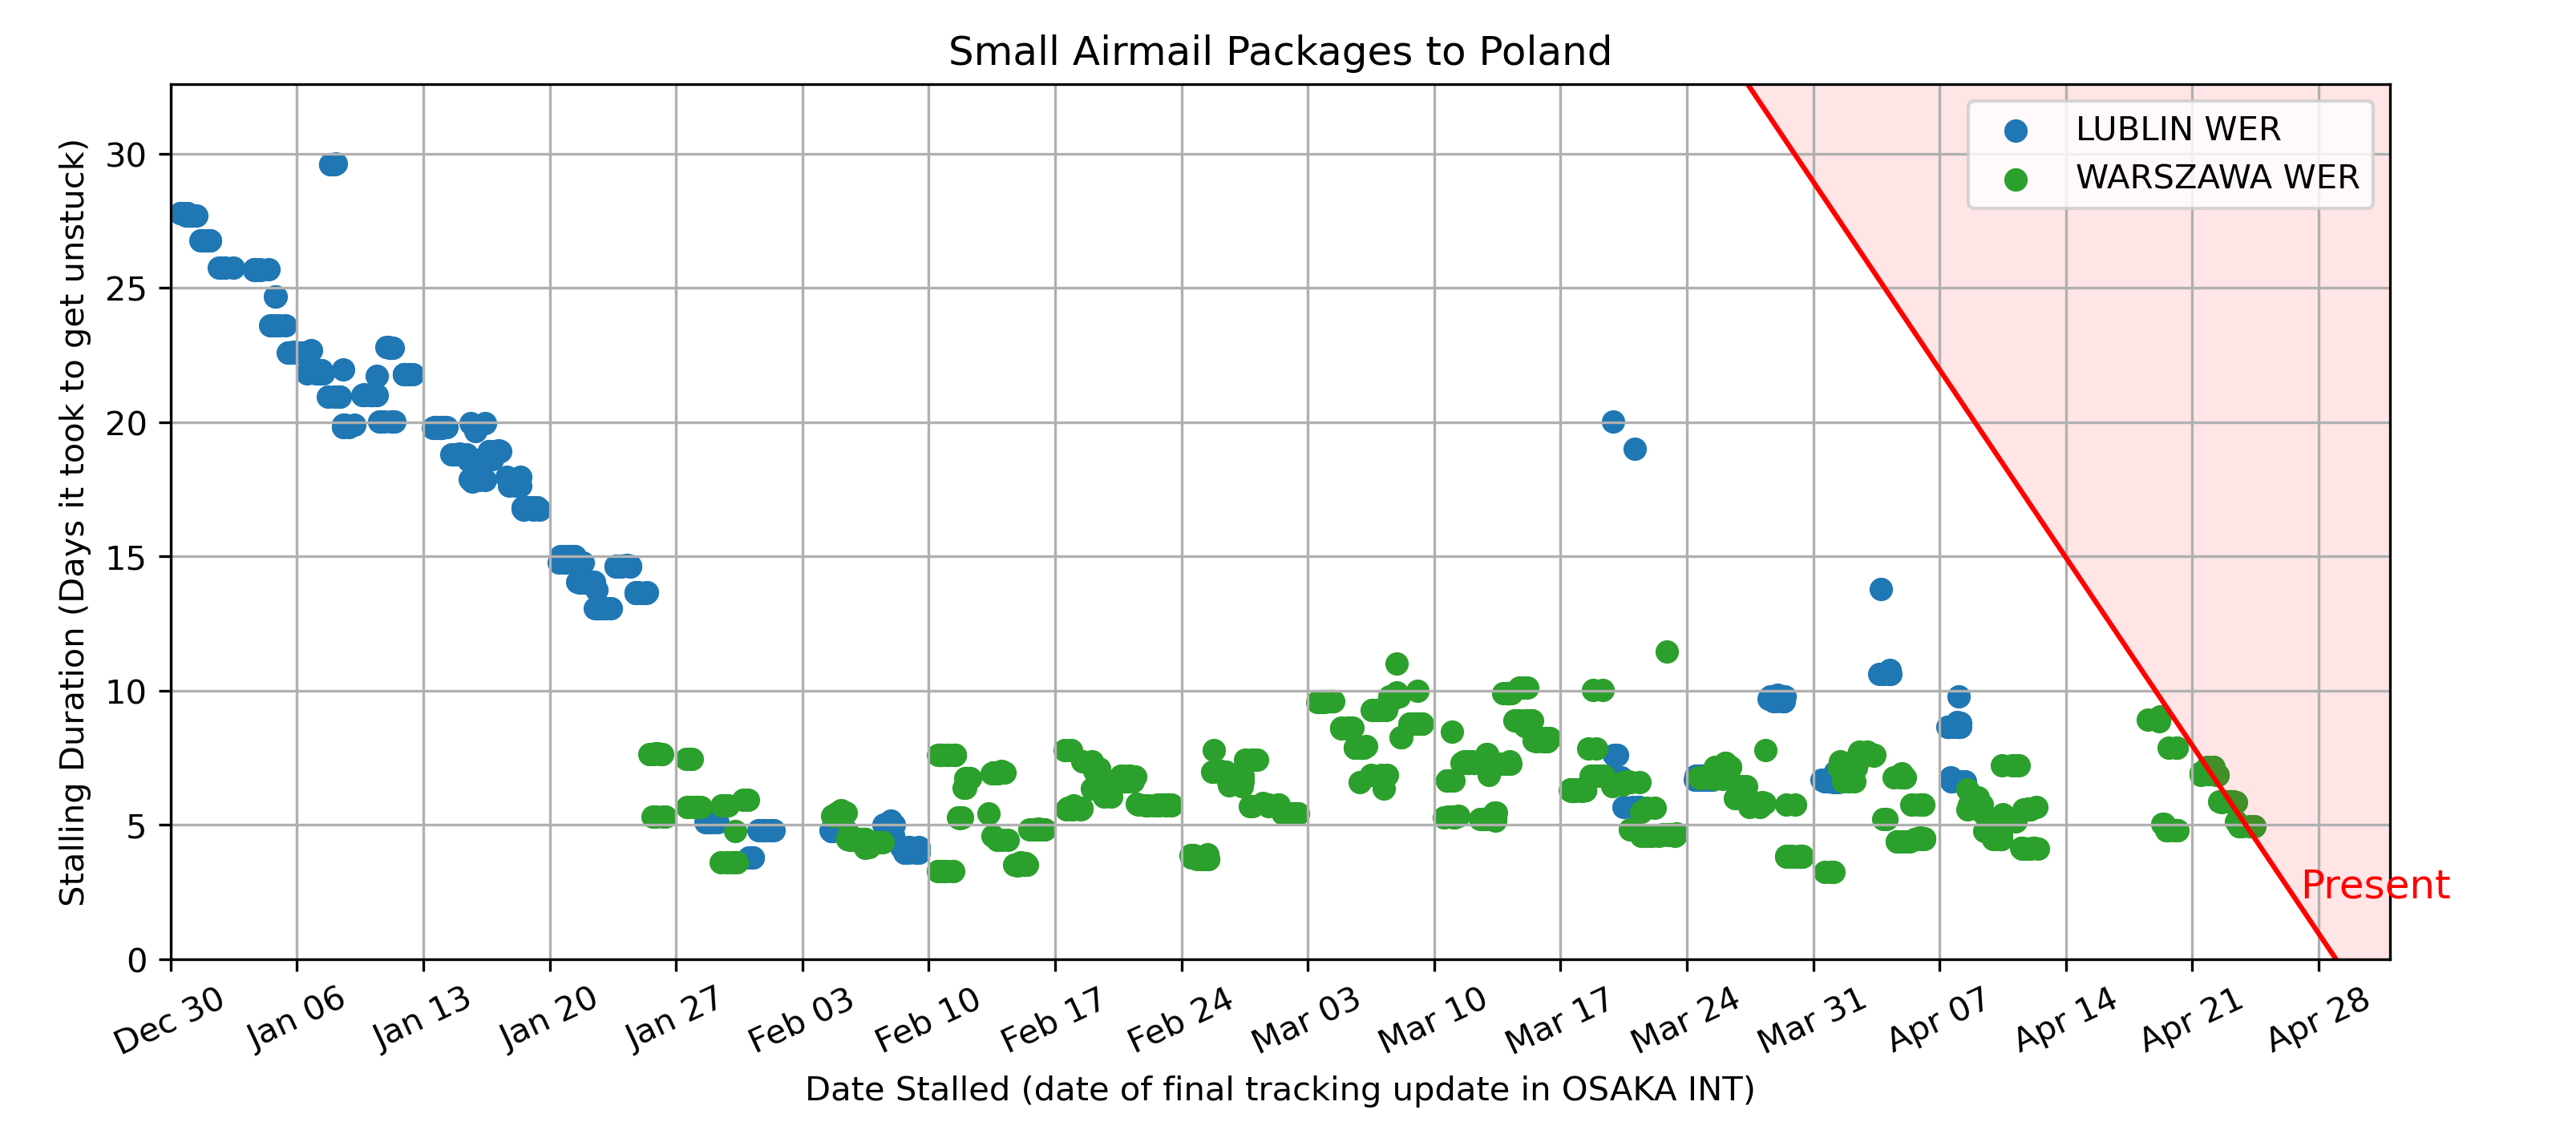 Small Airmail Packages to Poland
Stalling Duration (Days it took to get unstuck)
30
25
20
15
10
5
0
LUBLIN WER
WARSZAWA WER
Present
Dec 30
Jan 06
Jan 13
Jan 20
Jan 27
Feb 03
Feb 10
Feb 17
Feb 24
Mar 03
Mar 10
Mar 17
Mar 24
Mar 31
Apr 07
Apr 14
Apr 21
Apr 28
Date Stalled (date of final tracking update in OSAKA INT)